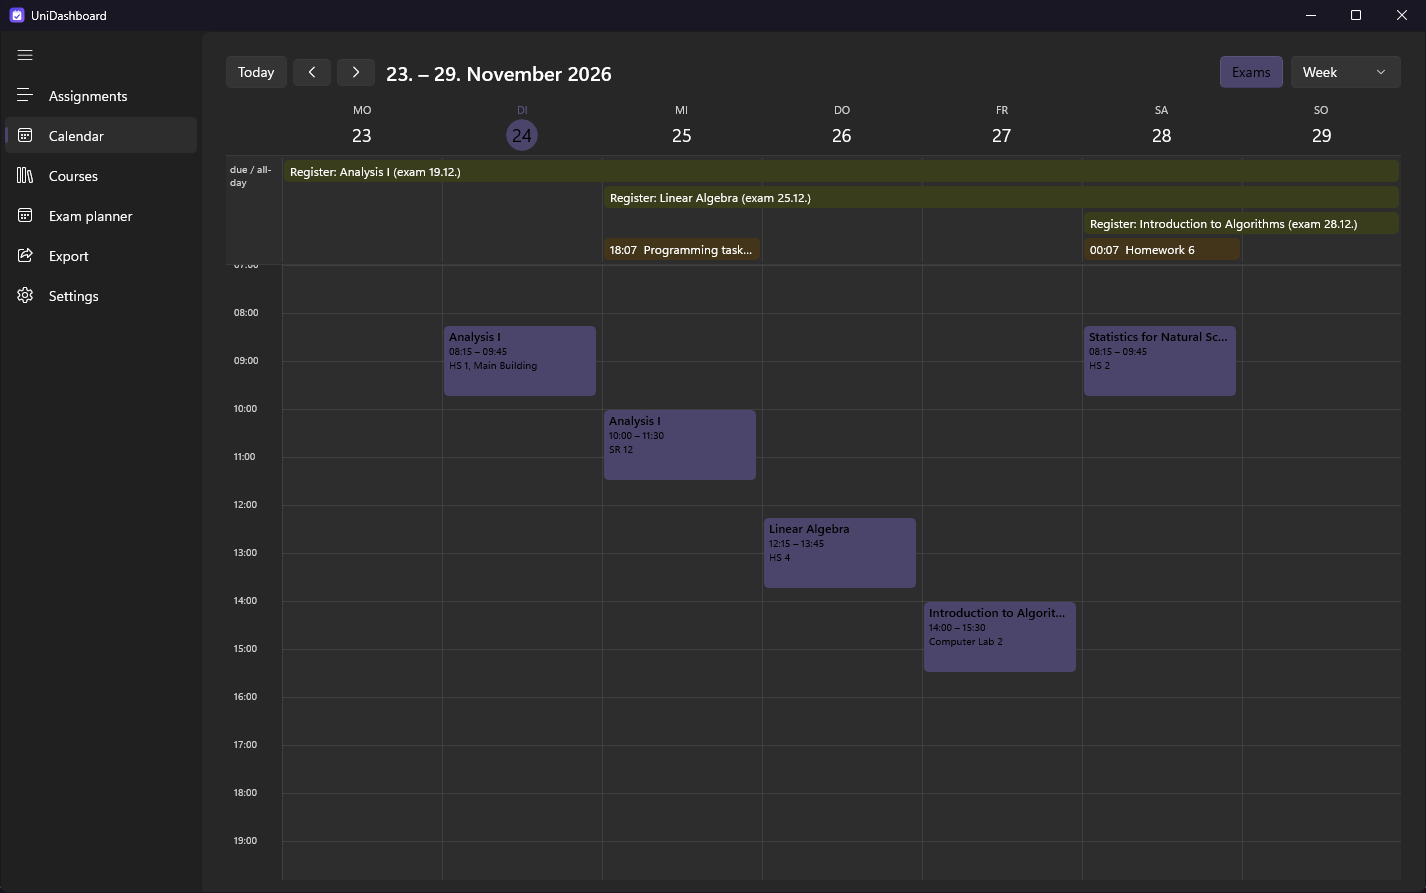 UniDashboard
Assignments
Calendar
Courses
Exam planner
Export
Settings
Today
23. – 29. November 2026
Exams
Week
MO
23
DI
24
MI
25
DO
26
FR
27
SA
28
SO
29
due / all-
day
Register: Analysis I (exam 19.12.)
Register: Linear Algebra (exam 25.12.)
Register: Introduction to Algorithms (exam 28.12.)
18:07 Programming task...
00:07 Homework 6
07:00
08:00
09:00
10:00
11:00
12:00
13:00
14:00
15:00
16:00
17:00
18:00
19:00
Analysis I
08:15 – 09:45
HS 1, Main Building
Analysis I
10:00 – 11:30
SR 12
Linear Algebra
12:15 – 13:45
HS 4
Introduction to Algorit...
14:00 – 15:30
Computer Lab 2
Statistics for Natural Sc...
08:15 – 09:45
HS 2